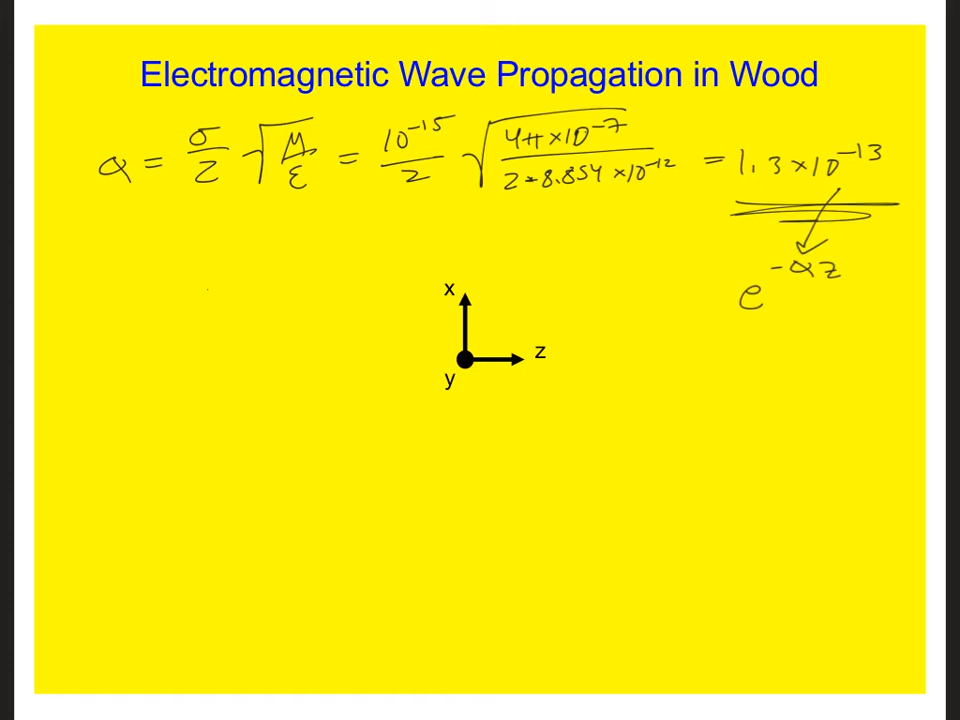 Electromagnetic Wave Propagation in Wood
α = σ/2 √(μ/ε) = 10⁻¹⁵/2 √(4π×10⁻⁷/2*8.854×10⁻¹²) = 1.3×10⁻¹³
e^(-αz)
x
z
y